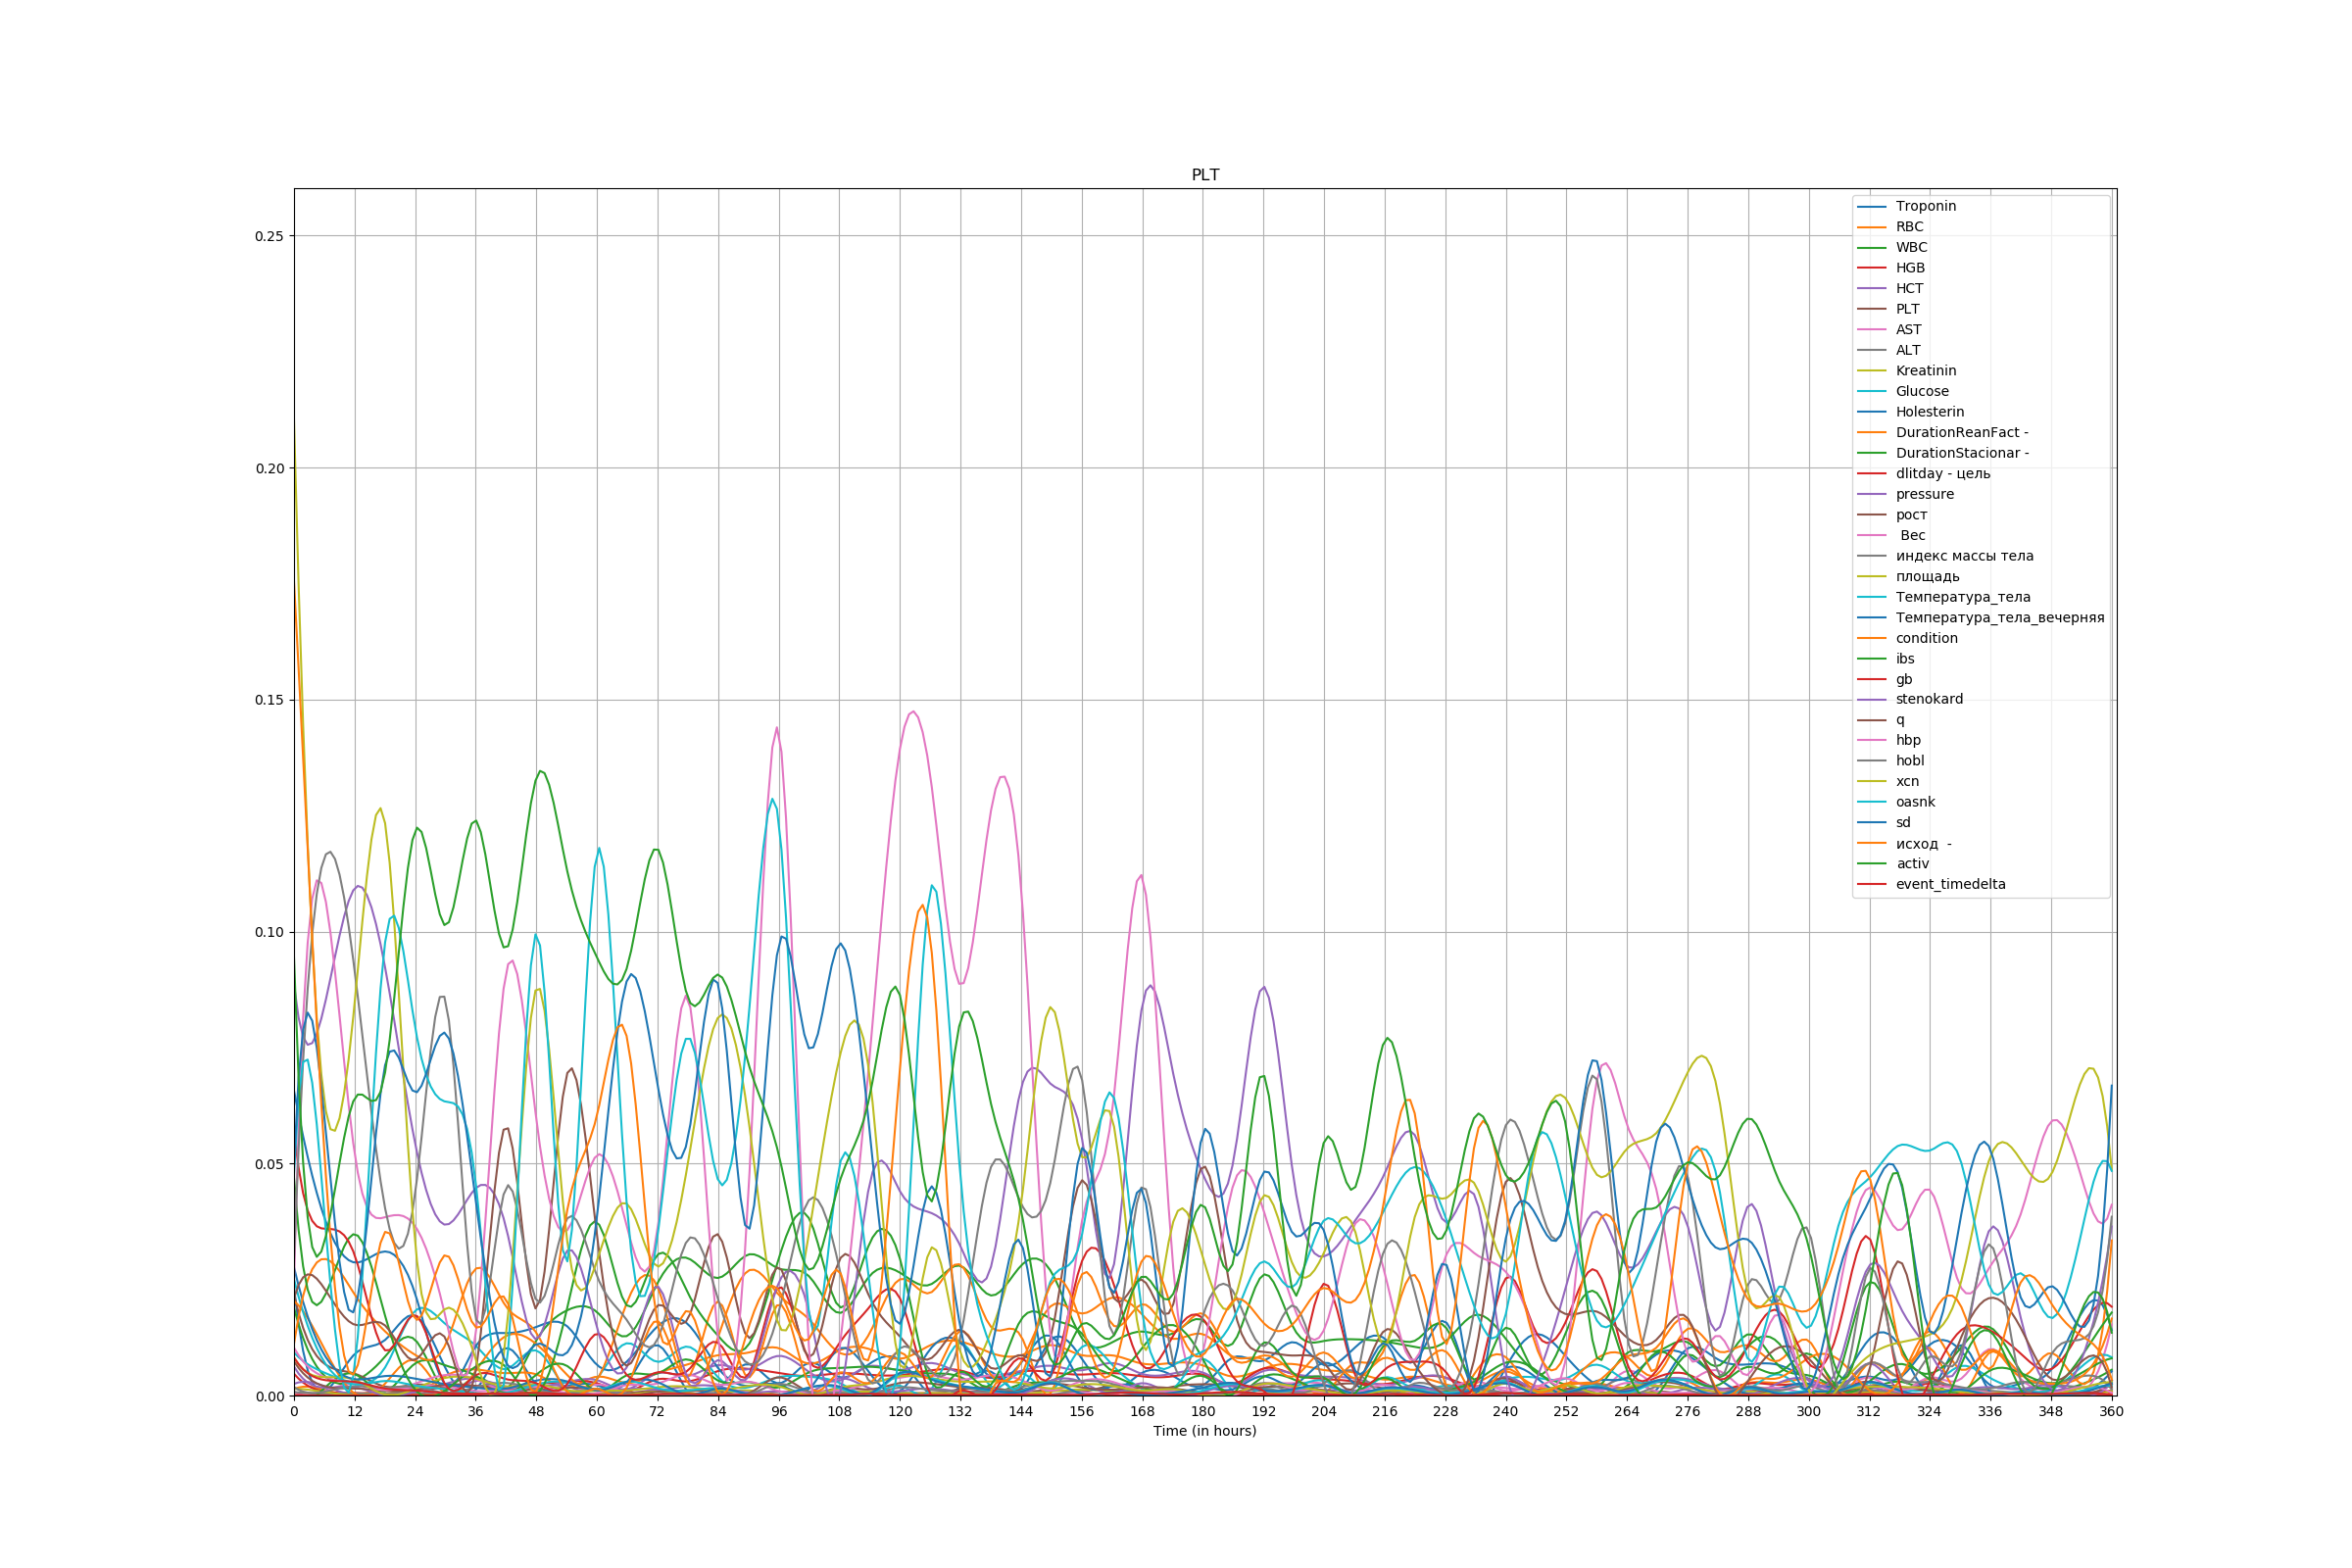 PLT
0.25
0.20
0.15
0.10
0.05
0.00
Troponin
RBC
WBC
HGB
HCT
PLT
AST
ALT
Kreatinin
Glucose
Holesterin
DurationReanFact -
DurationStacionar -
dlitday - цель
pressure
рост
Вес
индекс массы тела
площадь
Температура_тела
Температура_тела_вечерняя
condition
ibs
gb
stenokard
q
hbp
hobl
xcn
oasnk
sd
исход  -
activ
event_timedelta
0 12 24 36 48 60 72 84 96 108 120 132 144 156 168 180 192 204 216 228 240 252 264 276 288 300 312 324 336 348 360
Time (in hours)